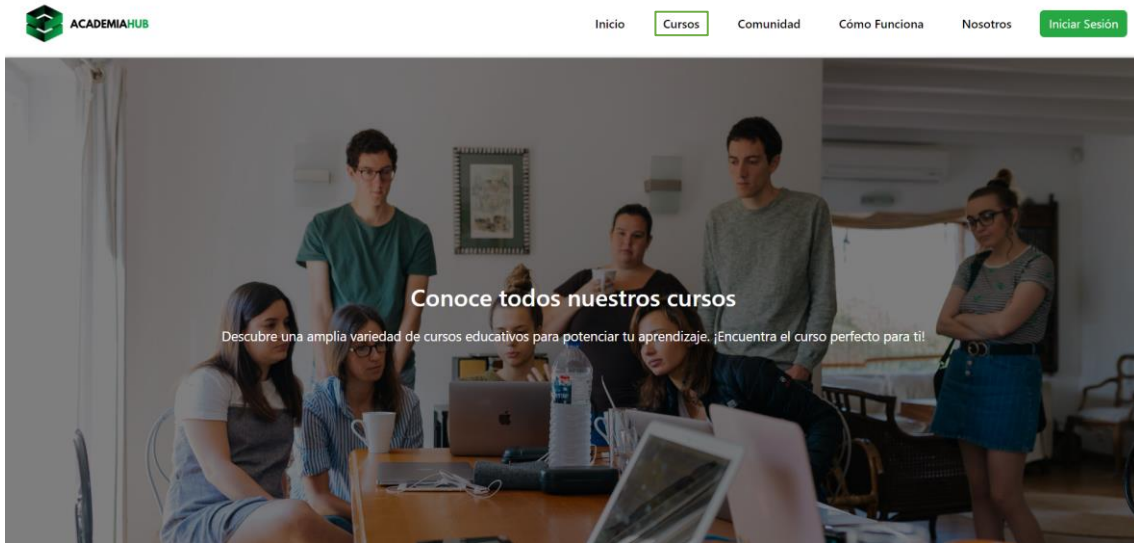 ACADEMIAHUB
Inicio Cursos Comunidad Cómo Funciona Nosotros Iniciar Sesión
Conoce todos nuestros cursos
Descubre una amplia variedad de cursos educativos para potenciar tu aprendizaje. ¡Encuentra el curso perfecto para ti!